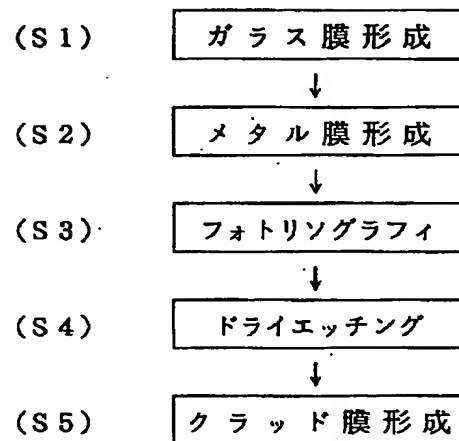 (S1) ガラス膜形成
↓
(S2) メタル膜形成
↓
(S3) フォトリソグラフィ
↓
(S4) ドライエッチング
↓
(S5) クラッド膜形成